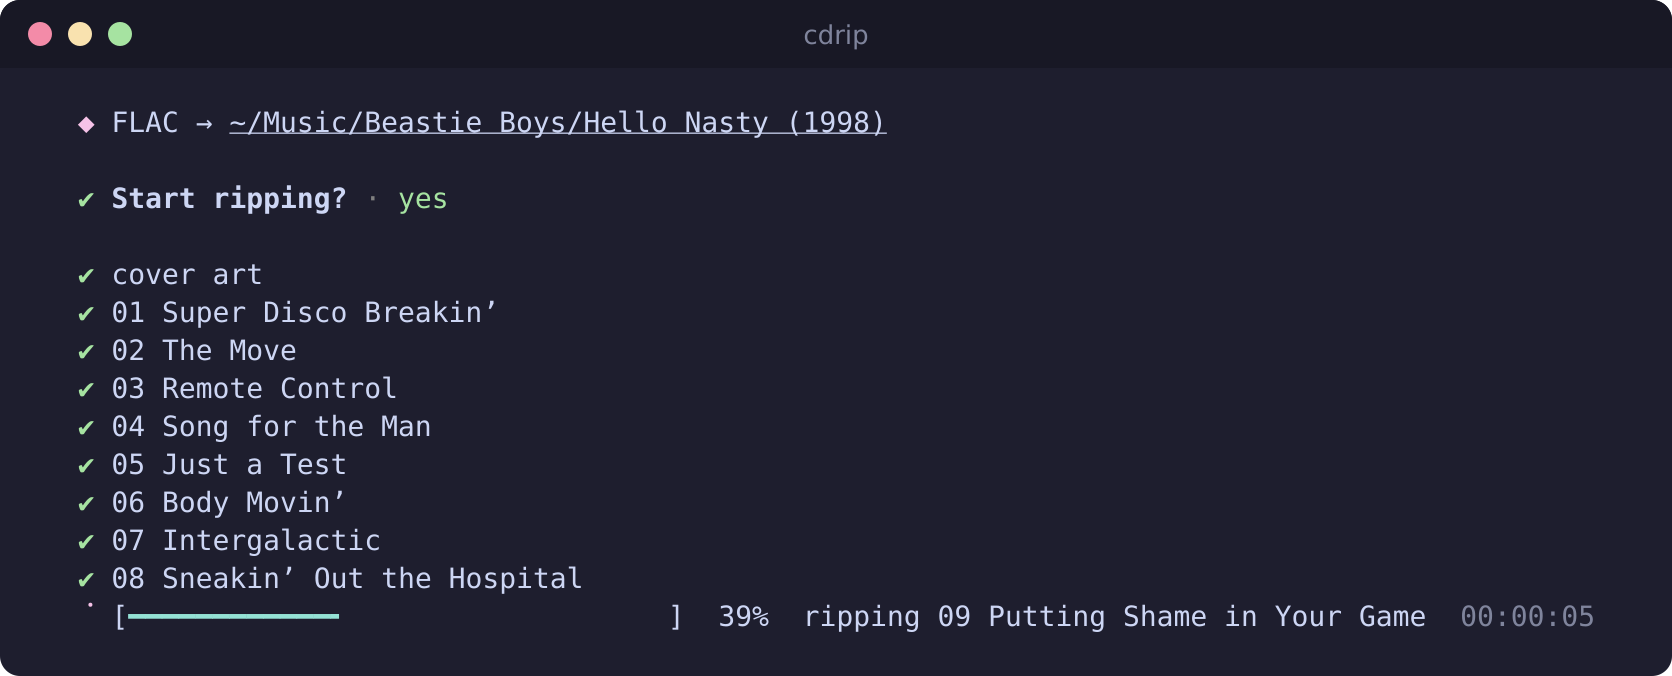 cdrip
◆ FLAC → ~/Music/Beastie Boys/Hello Nasty (1998)
✔ Start ripping? · yes
✔ cover art
✔ 01 Super Disco Breakin’
✔ 02 The Move
✔ 03 Remote Control
✔ 04 Song for the Man
✔ 05 Just a Test
✔ 06 Body Movin’
✔ 07 Intergalactic
✔ 08 Sneakin’ Out the Hospital
[━━━━━━━━━━━━━ ] 39% ripping 09 Putting Shame in Your Game 00:00:05